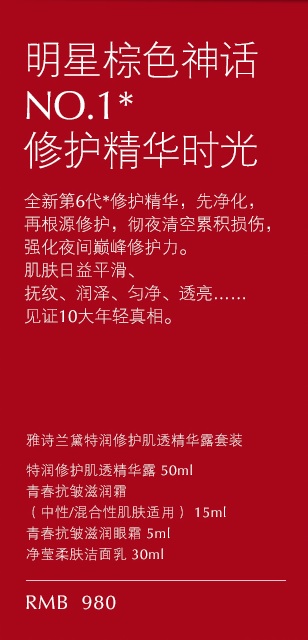 明星棕色神话
NO.1*
修护精华时光
全新第6代*修护精华，先净化，
再根源修护，彻夜清空累积损伤，
强化夜间巅峰修护力。
肌肤日益平滑、
抚纹、润泽、匀净、透亮……
见证10大年轻真相。
雅诗兰黛特润修护肌透精华露套装
特润修护肌透精华露 50ml
青春抗皱滋润霜
（中性/混合性肌肤适用） 15ml
青春抗皱滋润眼霜 5ml
净莹柔肤洁面乳 30ml
RMB 980